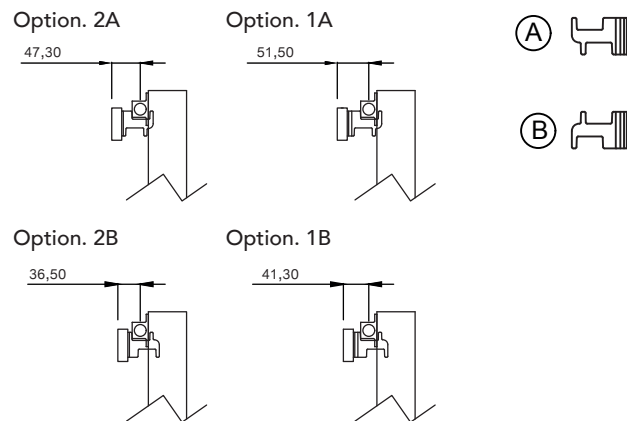 Option. 2A
Option. 1A
47,30
51,50
A
B
Option. 2B
Option. 1B
36,50
41,30